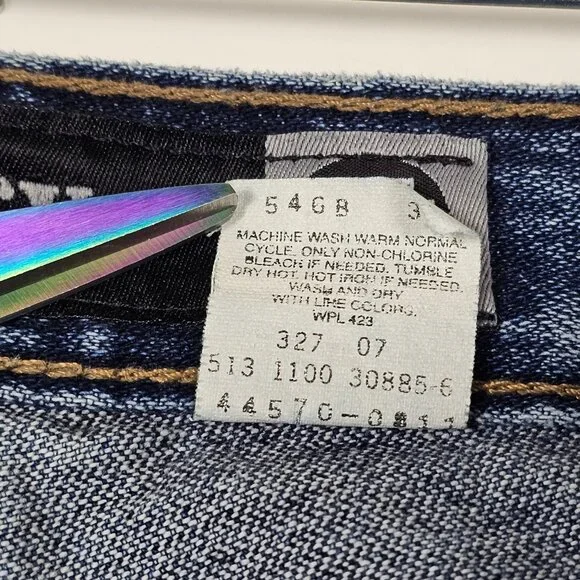 546B 3
MACHINE WASH WARM NORMAL
CYCLE. ONLY NON-CHLORINE
BLEACH IF NEEDED. TUMBLE
DRY HOT. HOT IRON IF NEEDED.
WASH AND DRY
WITH LIKE COLORS.
WPL 423
327 07
513 1100 30885-6